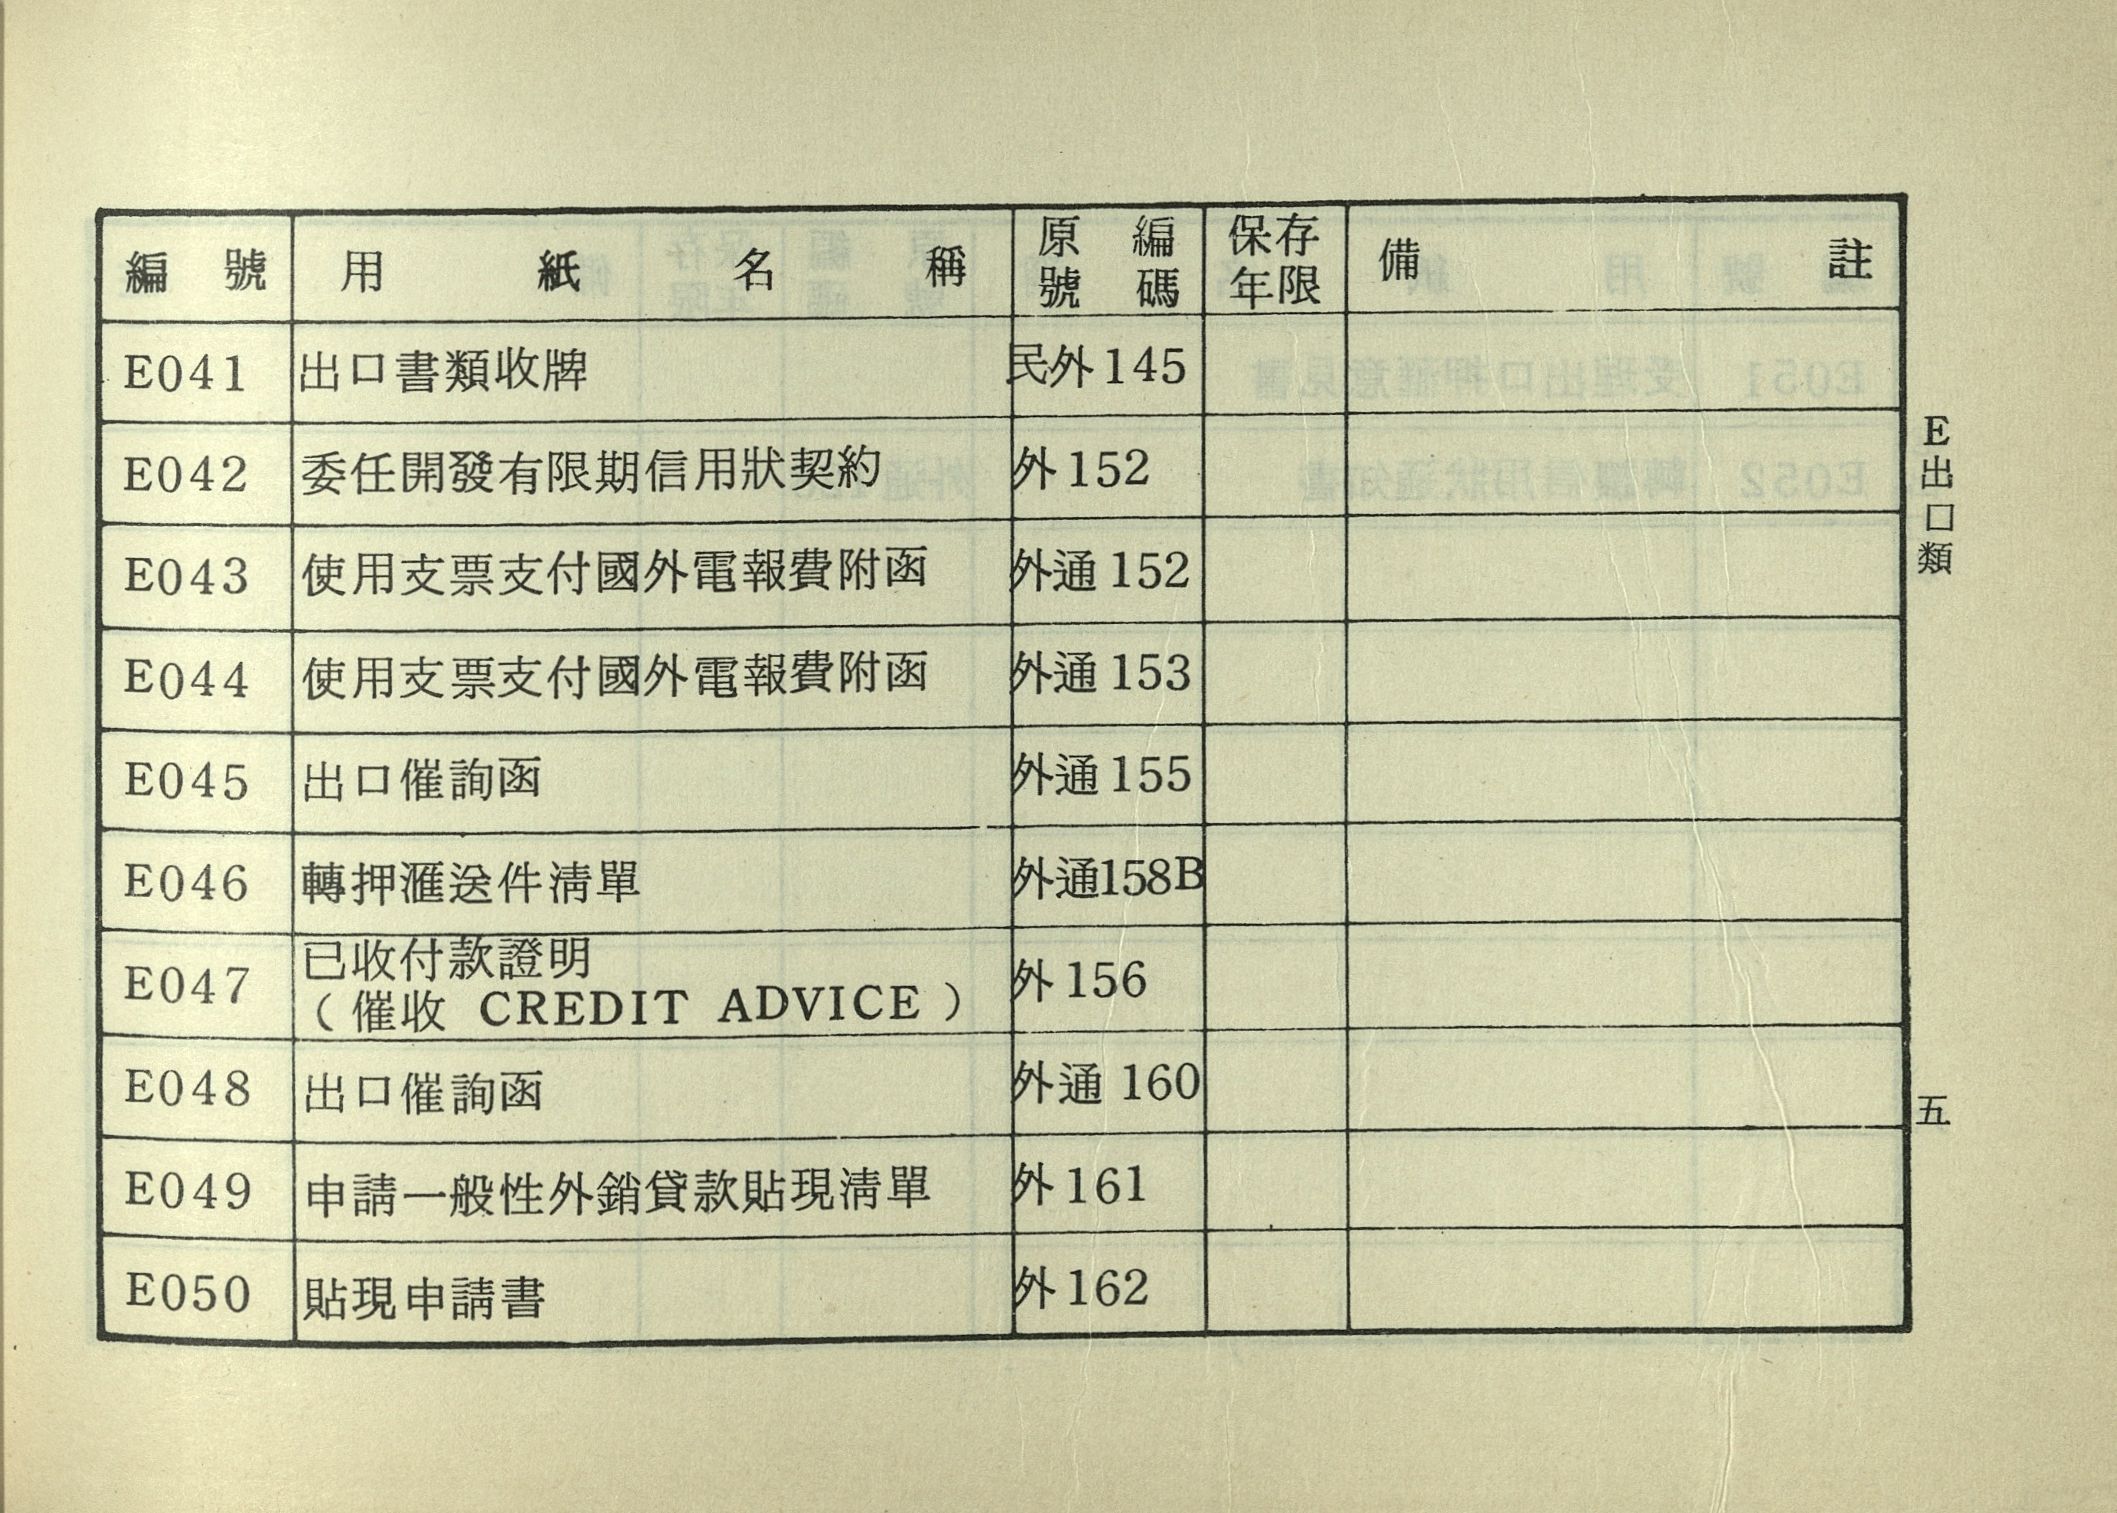 編號 用紙名稱 原編號碼 保存年限 備註
E041 出口書類收牌 民外145
E042 委任開發有限期信用狀契約 外152
E043 使用支票支付國外電報費附函 外通152
E044 使用支票支付國外電報費附函 外通153
E045 出口催詢函 外通155
E046 轉押滙送件清單 外通158B
E047 已收付款證明 外156
(催收 CREDIT ADVICE)
E048 出口催詢函 外通160
E049 申請一般性外銷貸款貼現清單 外161
E050 貼現申請書 外162
E出口類
五